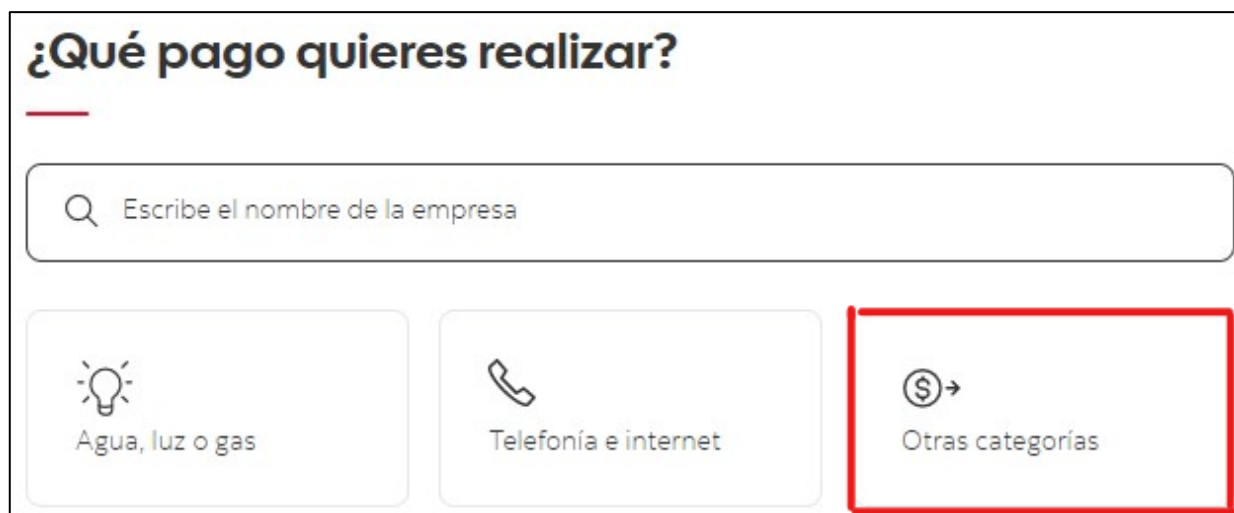 ¿Qué pago quieres realizar?
Escribe el nombre de la empresa
Agua, luz o gas
Telefonía e internet
Otras categorías